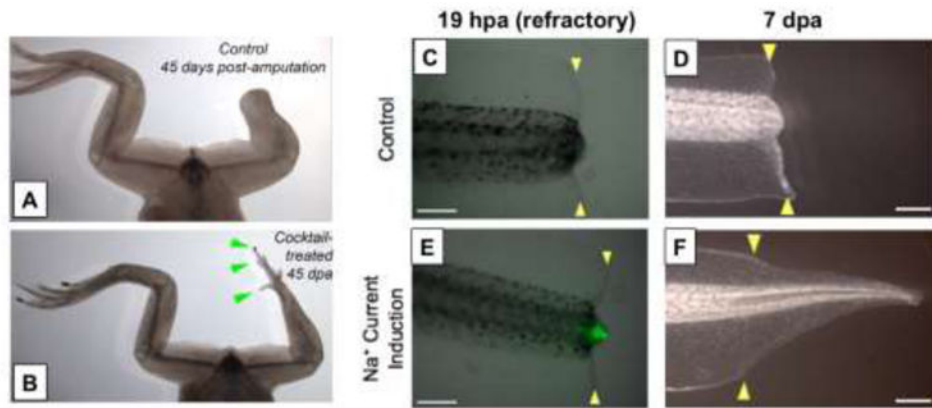 19 hpa (refractory)
7 dpa
Control
45 days post-amputation
A
Cocktail-
treated
45 dpa
B
Control
C
D
Na⁺ Current
Induction
E
F